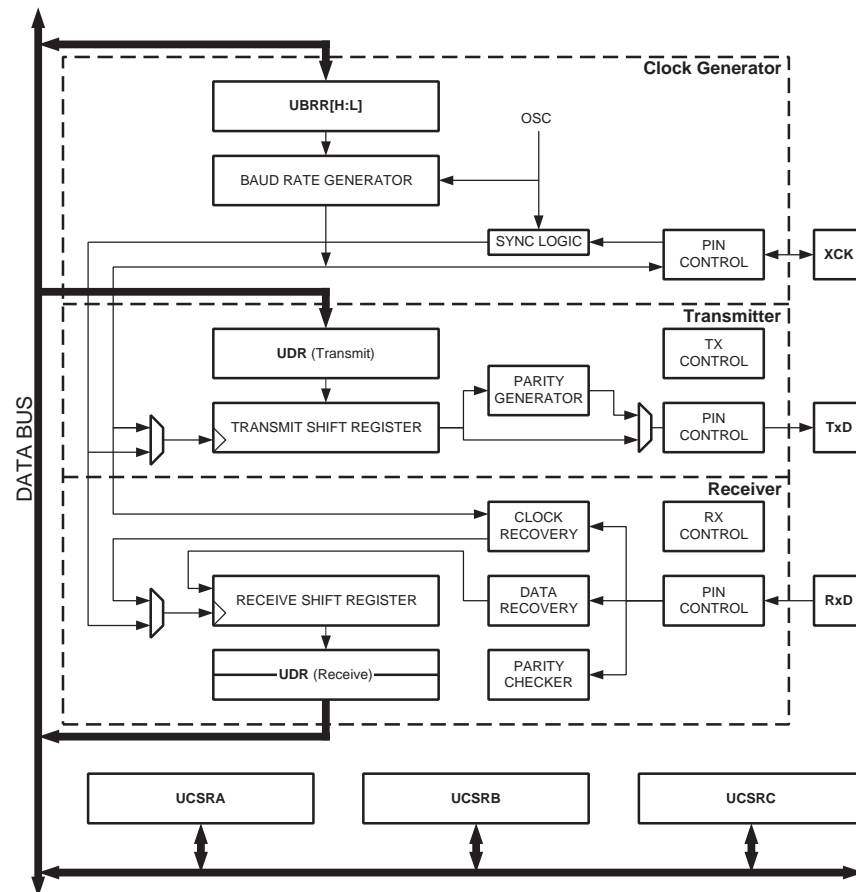 Clock Generator
UBRR[H:L]
OSC
BAUD RATE GENERATOR
SYNC LOGIC
PIN
CONTROL
XCK
Transmitter
UDR (Transmit)
TX
CONTROL
PARITY
GENERATOR
TRANSMIT SHIFT REGISTER
PIN
CONTROL
TxD
DATA BUS
Receiver
CLOCK
RECOVERY
RX
CONTROL
RECEIVE SHIFT REGISTER
DATA
RECOVERY
PIN
CONTROL
RxD
UDR (Receive)
PARITY
CHECKER
UCSRA
UCSRB
UCSRC